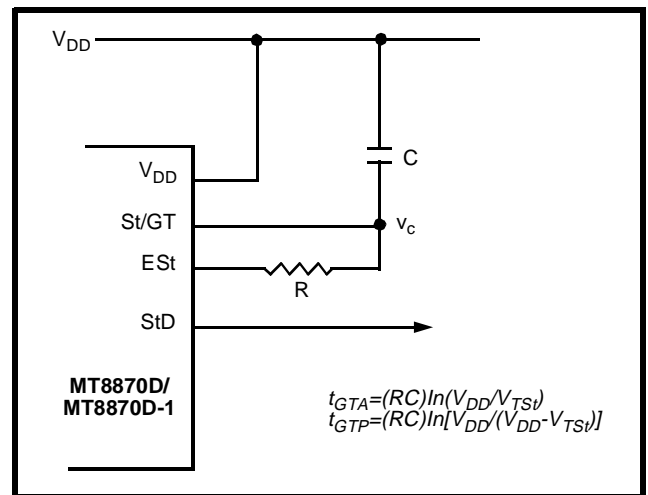 VDD
C
VDD
St/GT
vc
ESt
R
StD
MT8870D/
MT8870D-1
tGTA=(RC)In(VDD/VTSt)
tGTP=(RC)In[VDD/(VDD-VTSt)]